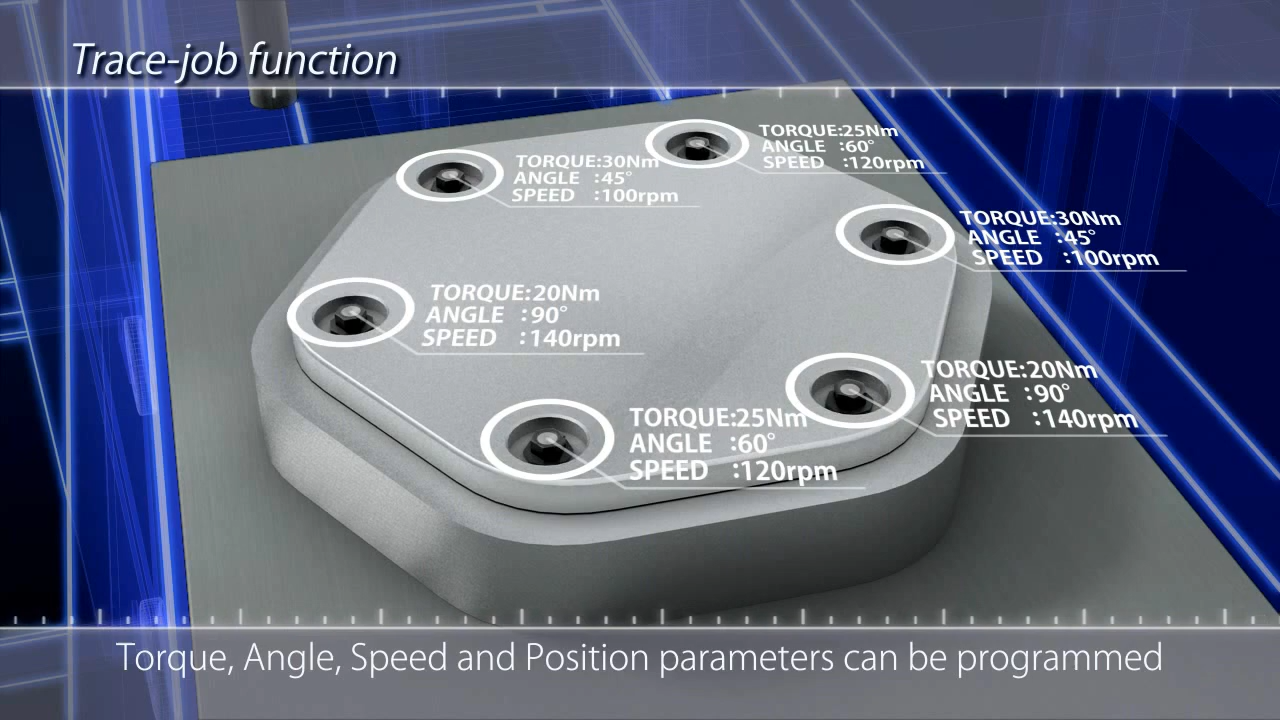 Trace-job function
TORQUE:25Nm
ANGLE :60°
SPEED :120rpm
TORQUE:30Nm
ANGLE :45°
SPEED :100rpm
TORQUE:30Nm
ANGLE :45°
SPEED :100rpm
TORQUE:20Nm
ANGLE :90°
SPEED :140rpm
TORQUE:20Nm
ANGLE :90°
SPEED :140rpm
TORQUE:25Nm
ANGLE :60°
SPEED :120rpm
Torque, Angle, Speed and Position parameters can be programmed